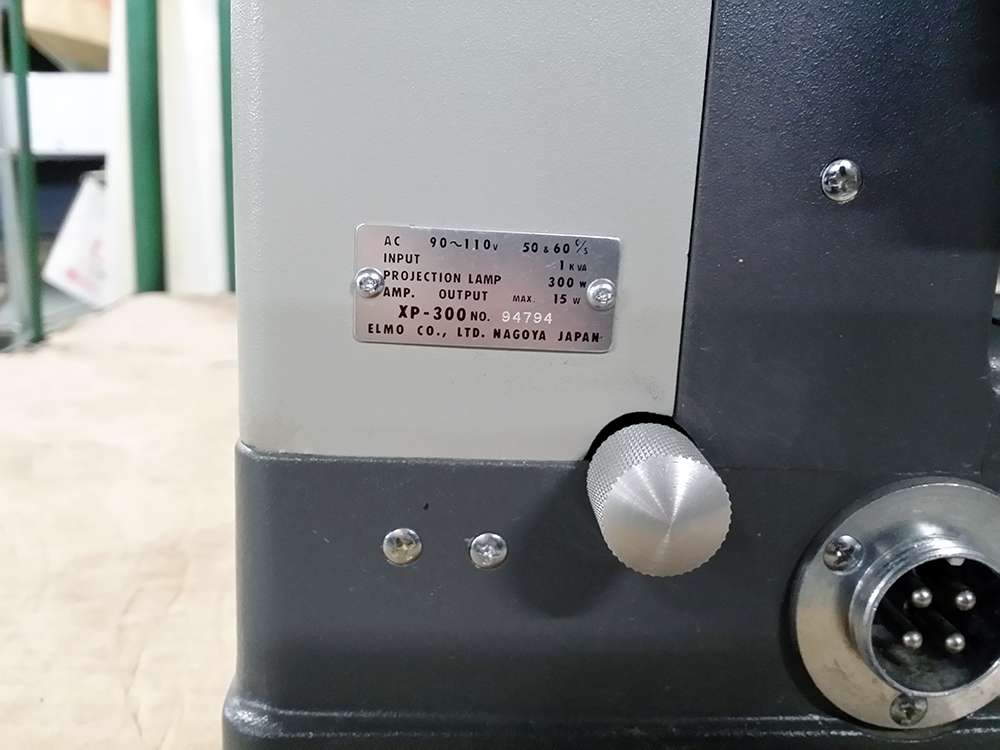 AC 90~110V 50 & 60 C/S
INPUT 1 KVA
PROJECTION LAMP 300 W
AMP. OUTPUT MAX. 15 W
XP-300 NO. 94794
ELMO CO., LTD. NAGOYA JAPAN